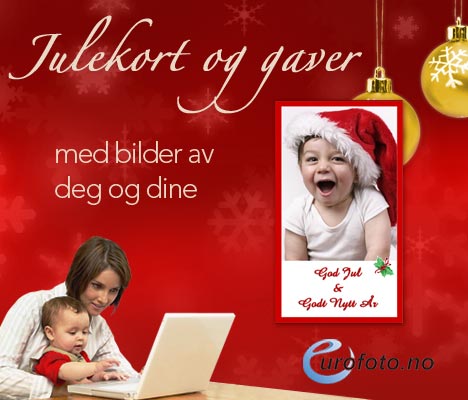 Julekort og gaver
med bilder av
deg og dine
God Jul
&
Godt Nytt År
eurofoto.no